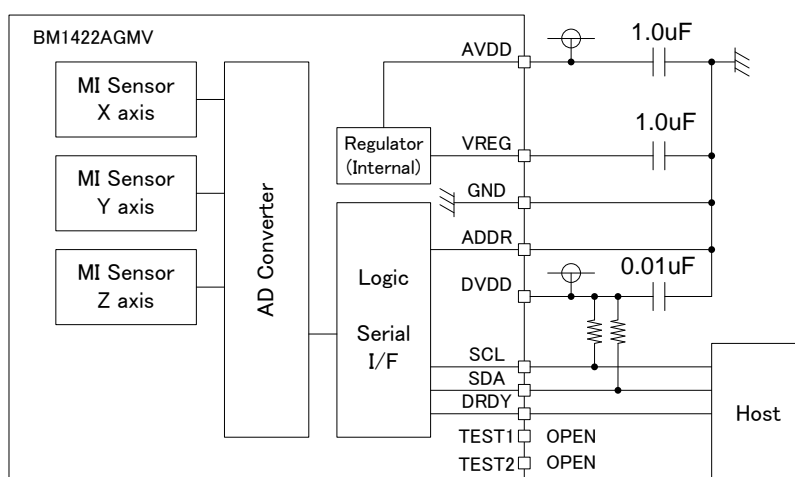 BM1422AGMV
MI Sensor
X axis
MI Sensor
Y axis
MI Sensor
Z axis
AD Converter
Regulator
(Internal)
Logic
Serial
I/F
AVDD
VREG
GND
ADDR
DVDD
SCL
SDA
DRDY
TEST1 OPEN
TEST2 OPEN
1.0uF
1.0uF
0.01uF
Host